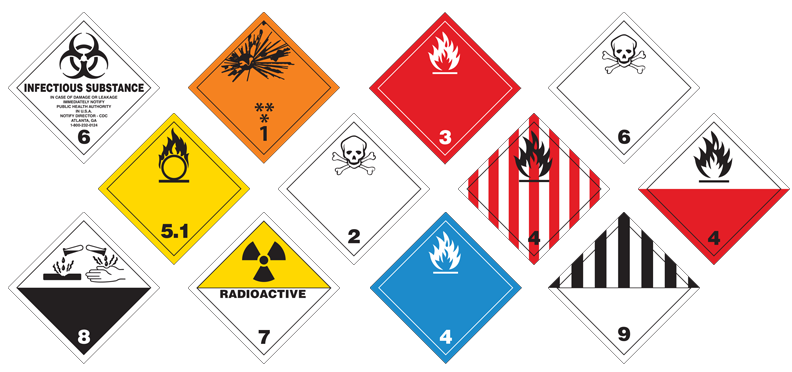 INFECTIOUS SUBSTANCE
IN CASE OF DAMAGE OR LEAKAGE
IMMEDIATELY NOTIFY
PUBLIC HEALTH AUTHORITY
IN U.S.A.
NOTIFY DIRECTOR - CDC
ATLANTA, GA
1-800-232-0124
6
**
*
1
3
6
5.1
2
4
4
8
RADIOACTIVE
7
4
9